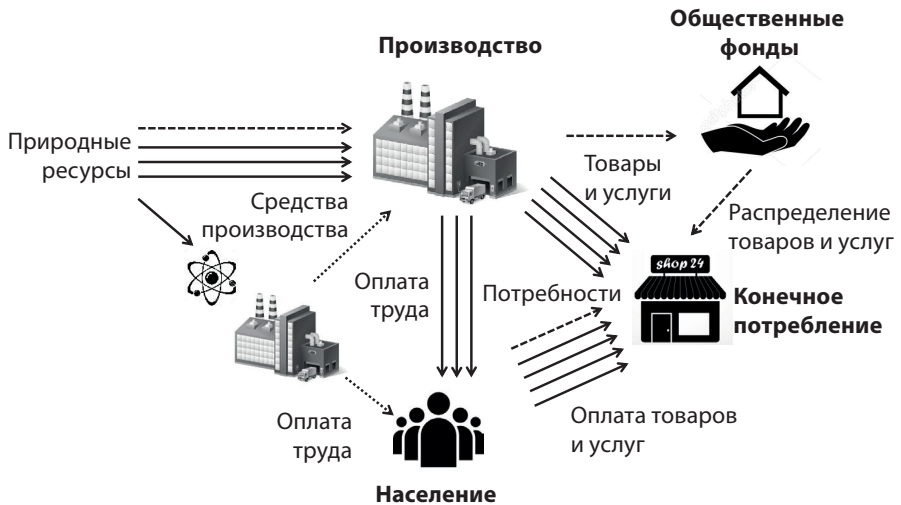 Общественные
фонды
Производство
Природные
ресурсы
Товары
и услуги
Средства
производства
Распределение
товаров и услуг
shop 24
Оплата
труда
Потребности
Конечное
потребление
Оплата
труда
Оплата товаров
и услуг
Население